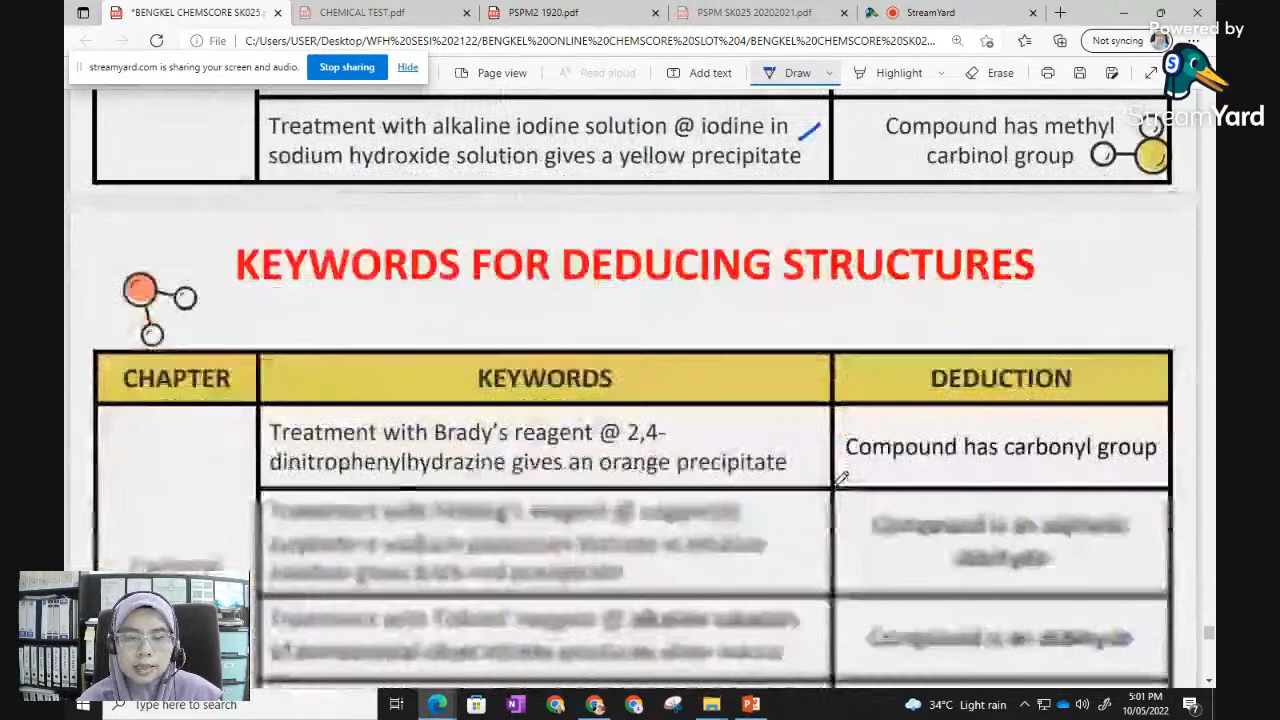 *BENGKEL CHEMSCORE SK025
CHEMICAL TEST.pdf
PSPM2 1920.pdf
PSPM SK025 20202021.pdf
StreamYard
Powered by
StreamYard
File
C:/Users/USER/Desktop/WFH%20SESI%
KEL%20ONLINE%20CHEMSCORE%20SLOT%204/BENGKEL%20CHEMSCORE%20SK02...
Not syncing
streamyard.com is sharing your screen and audio.
Stop sharing
Hide
Page view
Read aloud
Add text
Draw
Highlight
Erase
Treatment with alkaline iodine solution @ iodine in
sodium hydroxide solution gives a yellow precipitate
Compound has methyl
carbinol group
KEYWORDS FOR DEDUCING STRUCTURES
CHAPTER
KEYWORDS
DEDUCTION
Treatment with Brady's reagent @ 2,4-
dinitrophenylhydrazine gives an orange precipitate
Compound has carbonyl group
Type here to search
34°C Light rain
5:01 PM
10/05/2022